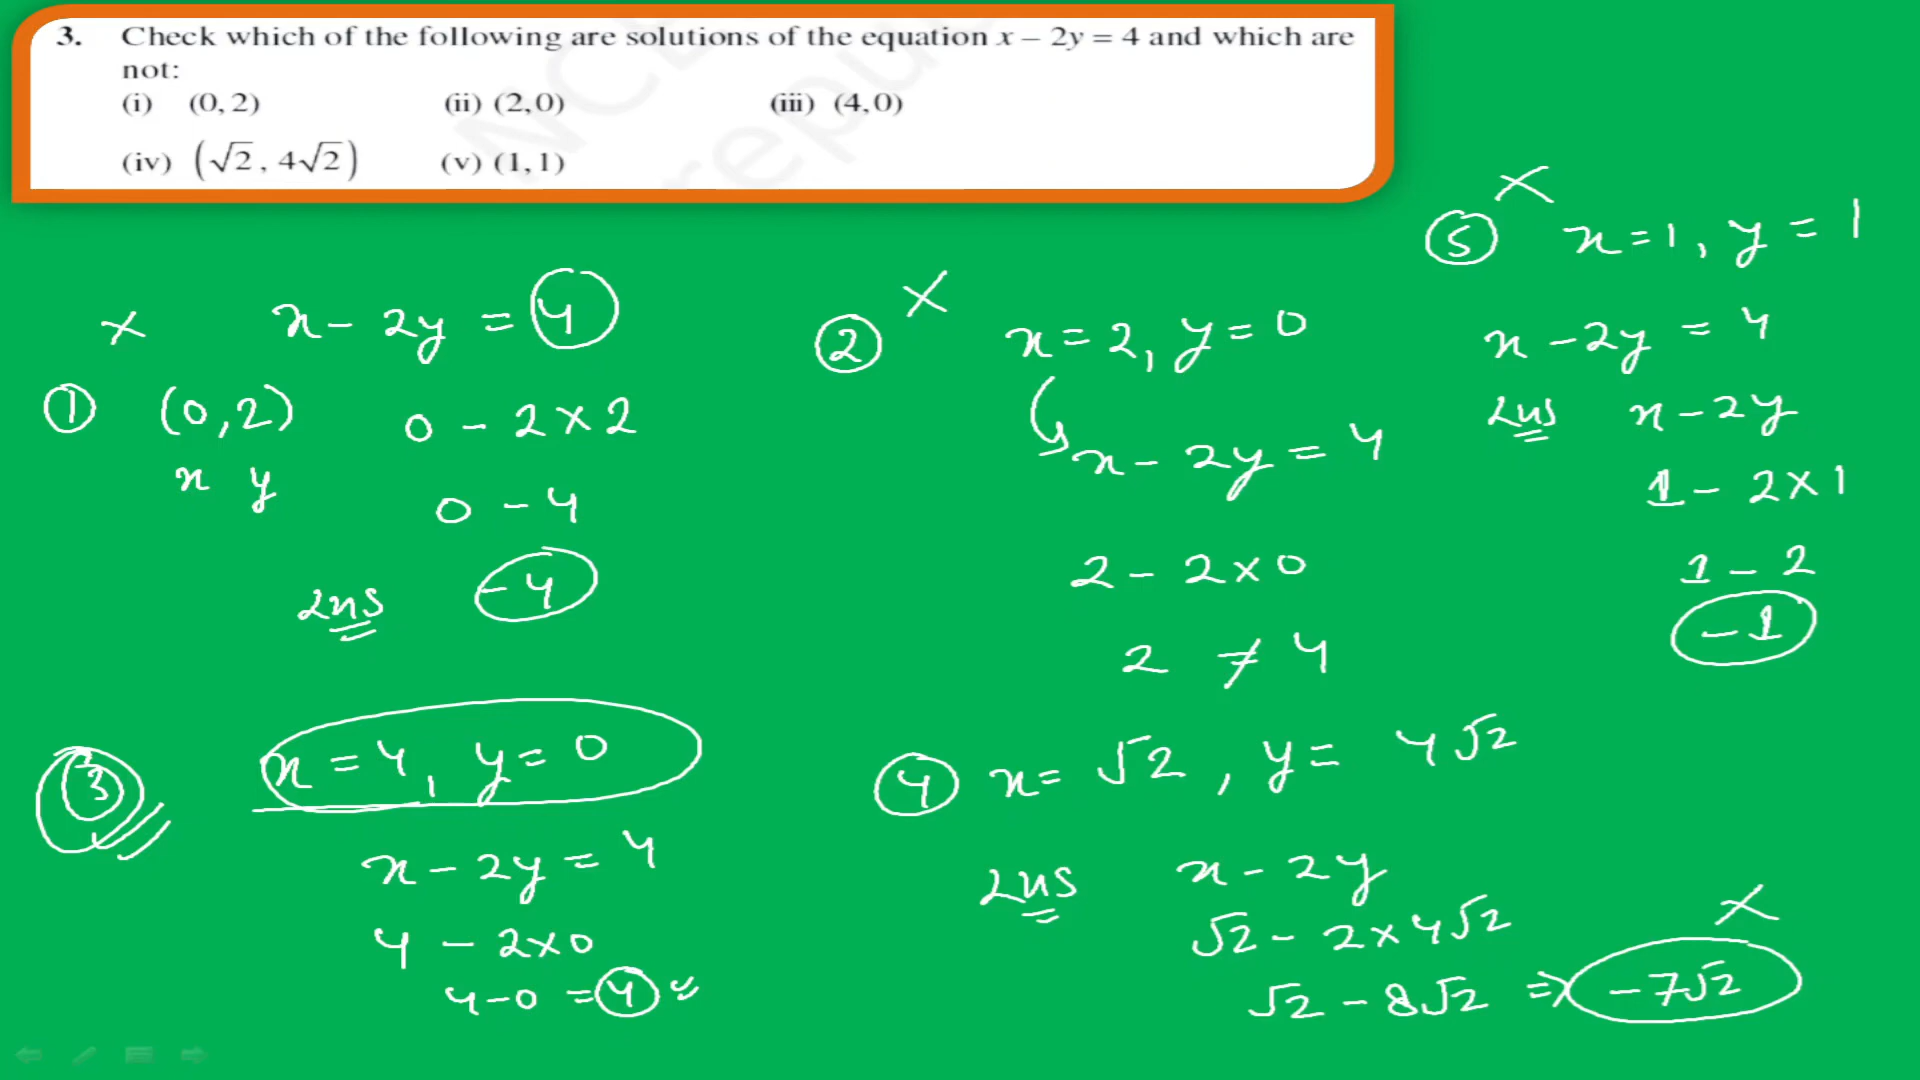 3. Check which of the following are solutions of the equation x – 2y = 4 and which are
not:
(i) (0, 2) (ii) (2, 0) (iii) (4, 0)
(iv) (√2, 4√2) (v) (1, 1)
× x - 2y = 4
① (0,2) 0 - 2×2
x y
0 - 4
LHS -4
③ x = 4, y = 0
x - 2y = 4
4 - 2×0
4-0 = 4
② × x = 2, y = 0
x - 2y = 4
2 - 2×0
2 ≠ 4
④ x = √2, y = 4√2
LHS x - 2y
√2 - 2×4√2 ×
√2 - 8√2 ⇒ -7√2
×
⑤ x=1, y = 1
x - 2y = 4
LHS x - 2y
1 - 2×1
1 - 2
-1